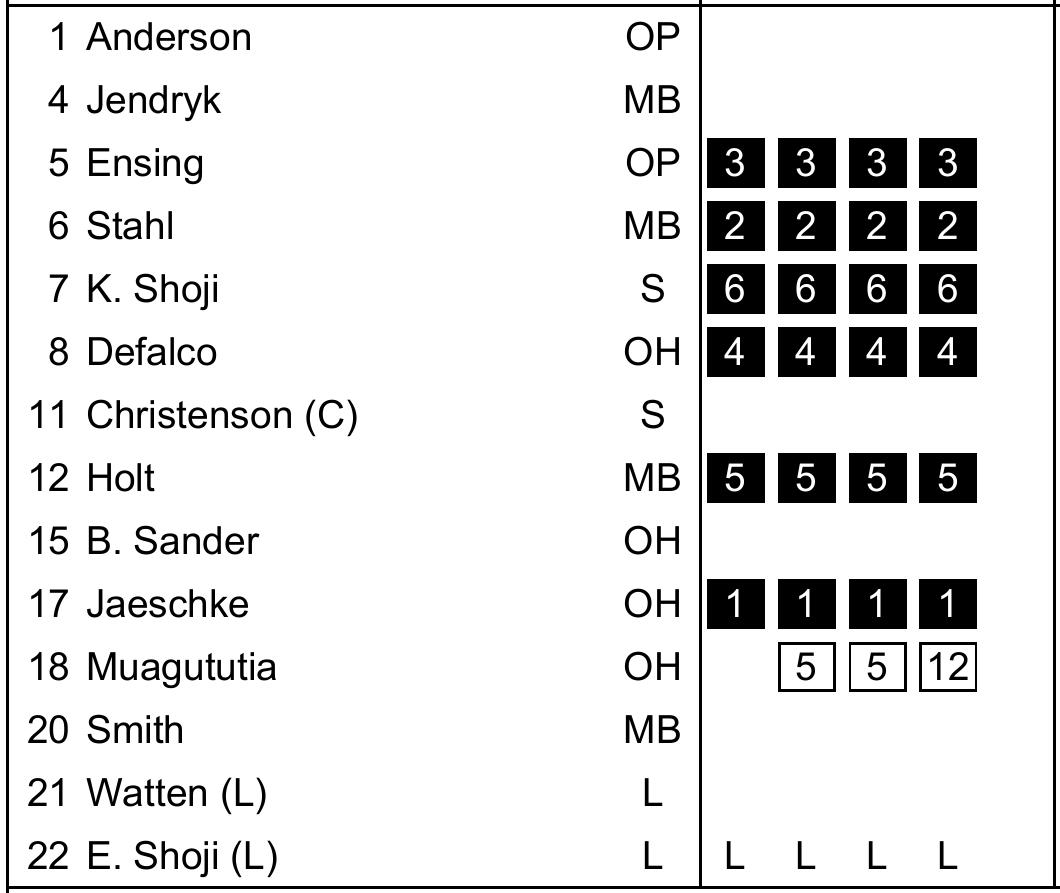 1 Anderson OP
4 Jendryk MB
5 Ensing OP 3 3 3 3
6 Stahl MB 2 2 2 2
7 K. Shoji S 6 6 6 6
8 Defalco OH 4 4 4 4
11 Christenson (C) S
12 Holt MB 5 5 5 5
15 B. Sander OH
17 Jaeschke OH 1 1 1 1
18 Muagututia OH 5 5 12
20 Smith MB
21 Watten (L) L
22 E. Shoji (L) L L L L L